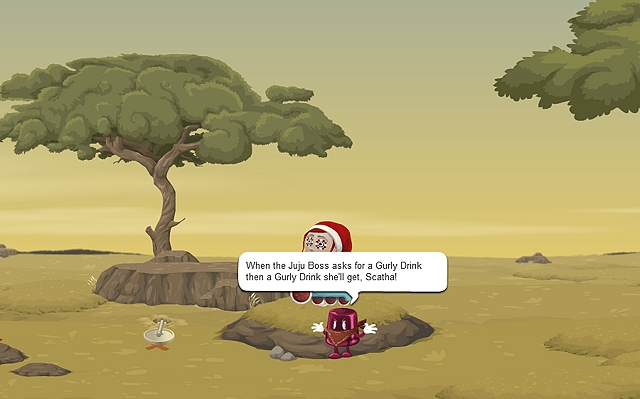 When the Juju Boss asks for a Gurly Drink
then a Gurly Drink she'll get, Scatha!